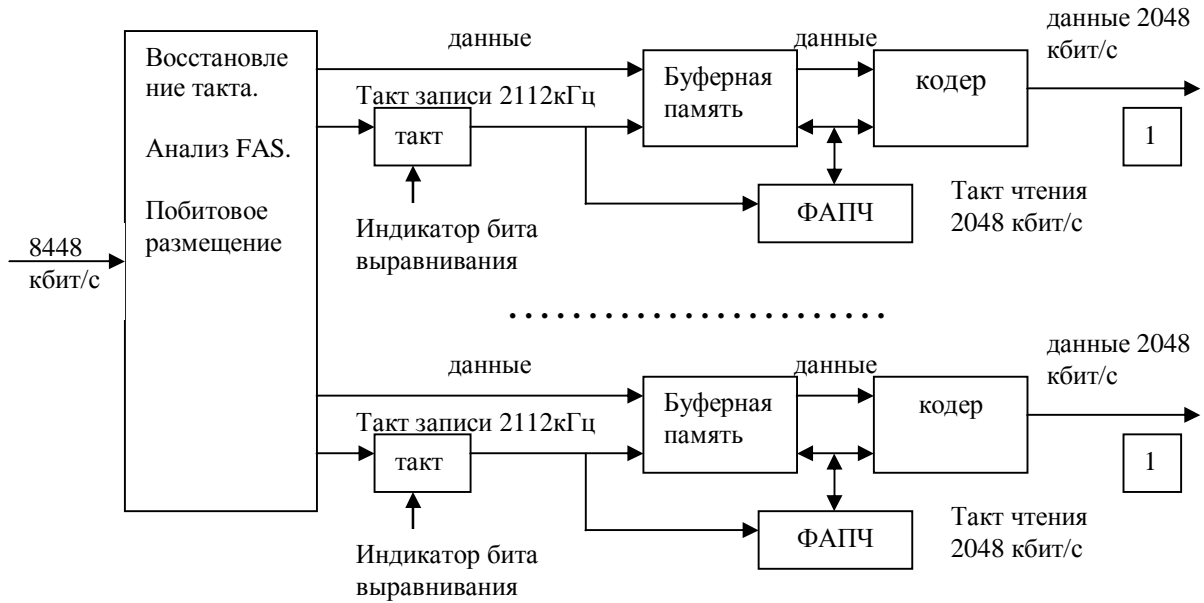 данные 2048
кбит/с
данные
данные
Восстановле
ние такта.
Анализ FAS.
Побитовое
размещение
Буферная
память
кодер
Такт записи 2112кГц
такт
1
ФАПЧ
Такт чтения
2048 кбит/с
Индикатор бита
выравнивания
8448
кбит/с
данные 2048
кбит/с
данные
данные
Буферная
память
кодер
Такт записи 2112кГц
такт
1
ФАПЧ
Такт чтения
2048 кбит/с
Индикатор бита
выравнивания